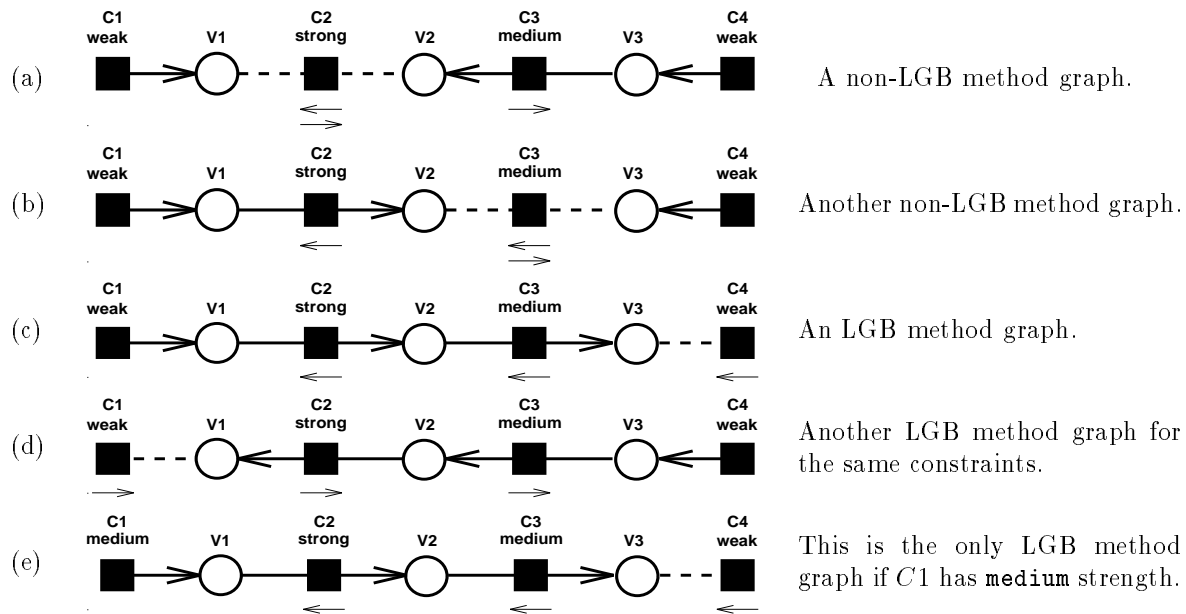 C1 C2 C3 C4
weak V1 strong V2 medium V3 weak
(a) A non-LGB method graph.
C1 C2 C3 C4
weak V1 strong V2 medium V3 weak
(b) Another non-LGB method graph.
C1 C2 C3 C4
weak V1 strong V2 medium V3 weak
(c) An LGB method graph.
C1 C2 C3 C4
weak V1 strong V2 medium V3 weak
(d) Another LGB method graph for
the same constraints.
C1 C2 C3 C4
medium V1 strong V2 medium V3 weak
(e) This is the only LGB method
graph if C1 has medium strength.